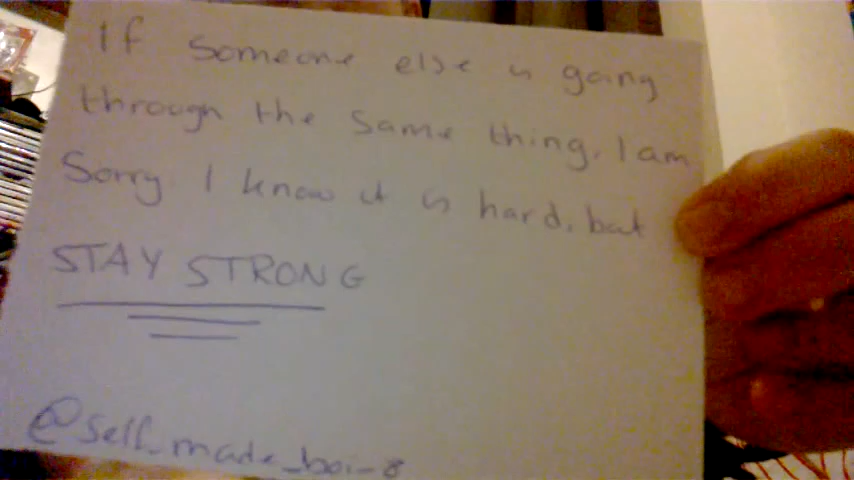 If someone else is going
through the same thing, I am
Sorry I know it is hard, but
STAY STRONG
@self_made_boi_8